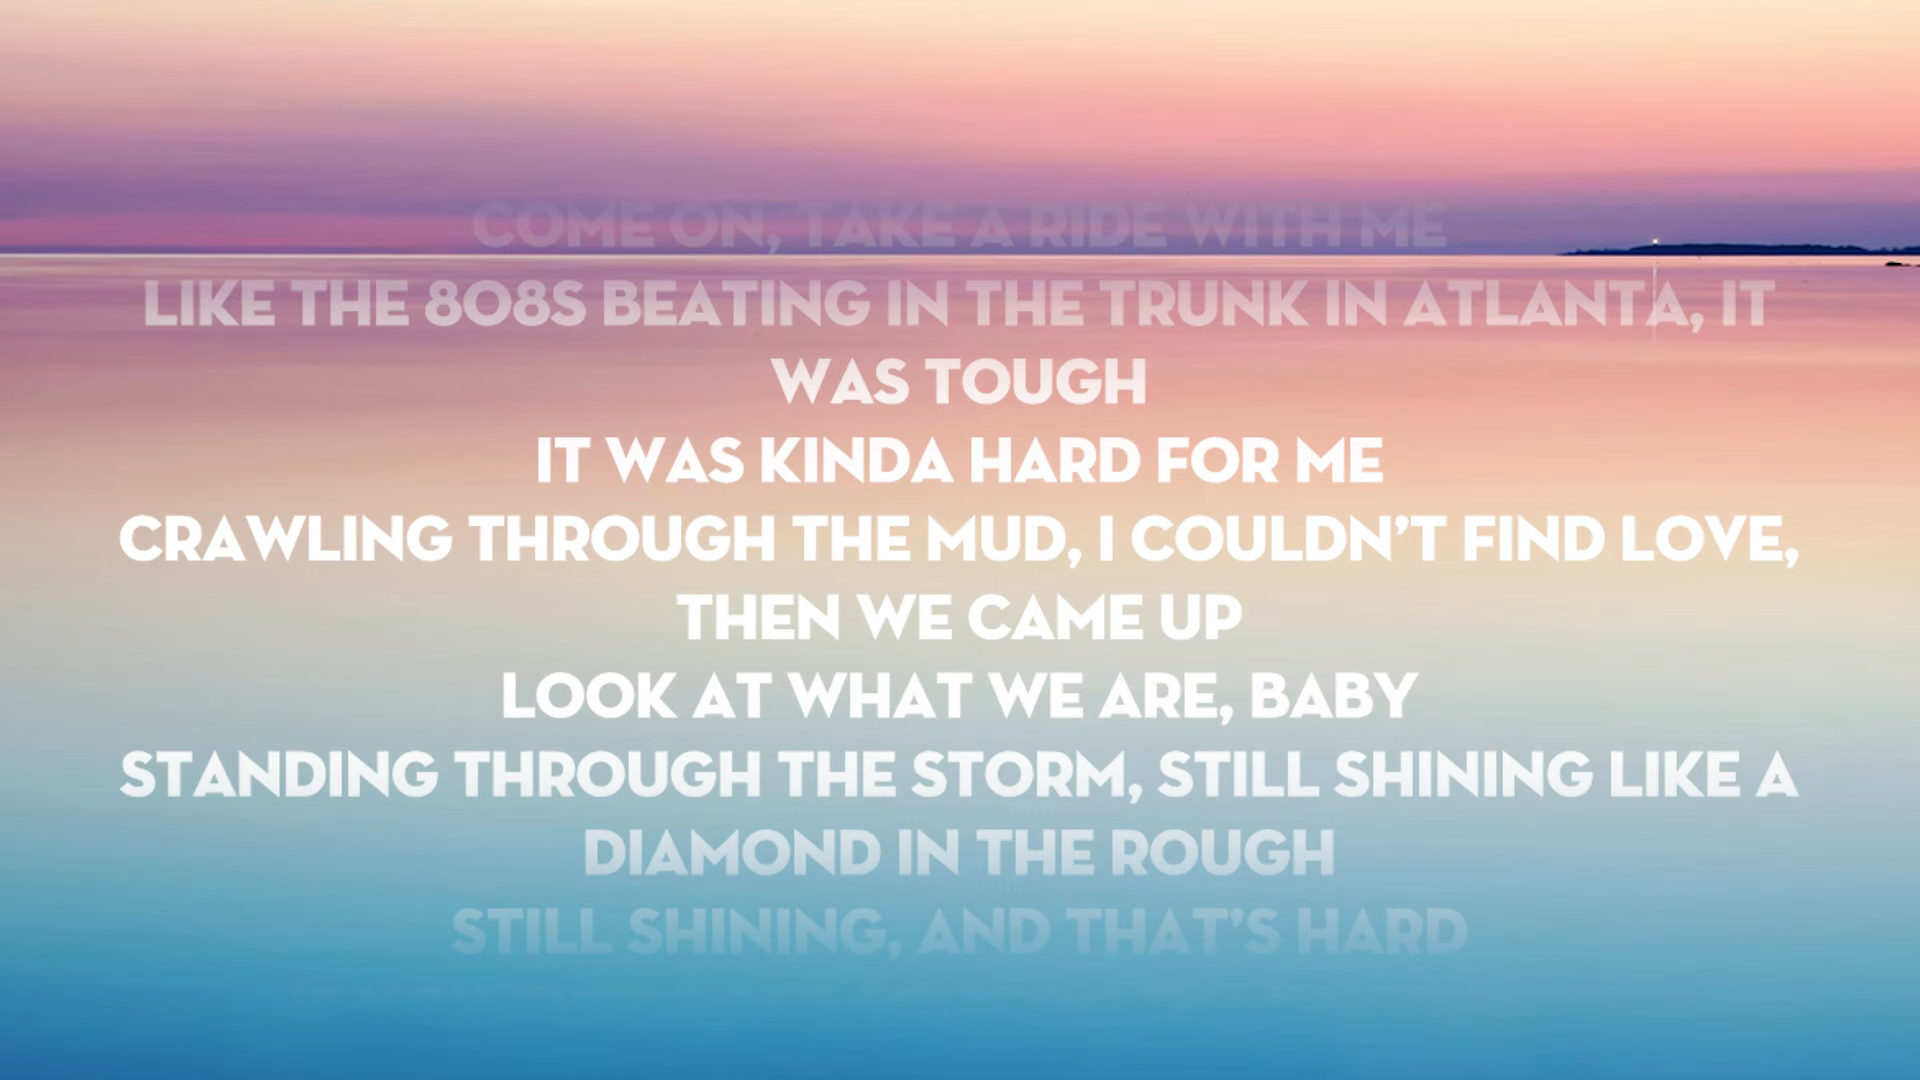 COME ON, TAKE A RIDE WITH ME
LIKE THE 808S BEATING IN THE TRUNK IN ATLANTA, IT
WAS TOUGH
IT WAS KINDA HARD FOR ME
CRAWLING THROUGH THE MUD, I COULDN'T FIND LOVE,
THEN WE CAME UP
LOOK AT WHAT WE ARE, BABY
STANDING THROUGH THE STORM, STILL SHINING LIKE A
DIAMOND IN THE ROUGH
STILL SHINING, AND THAT'S HARD